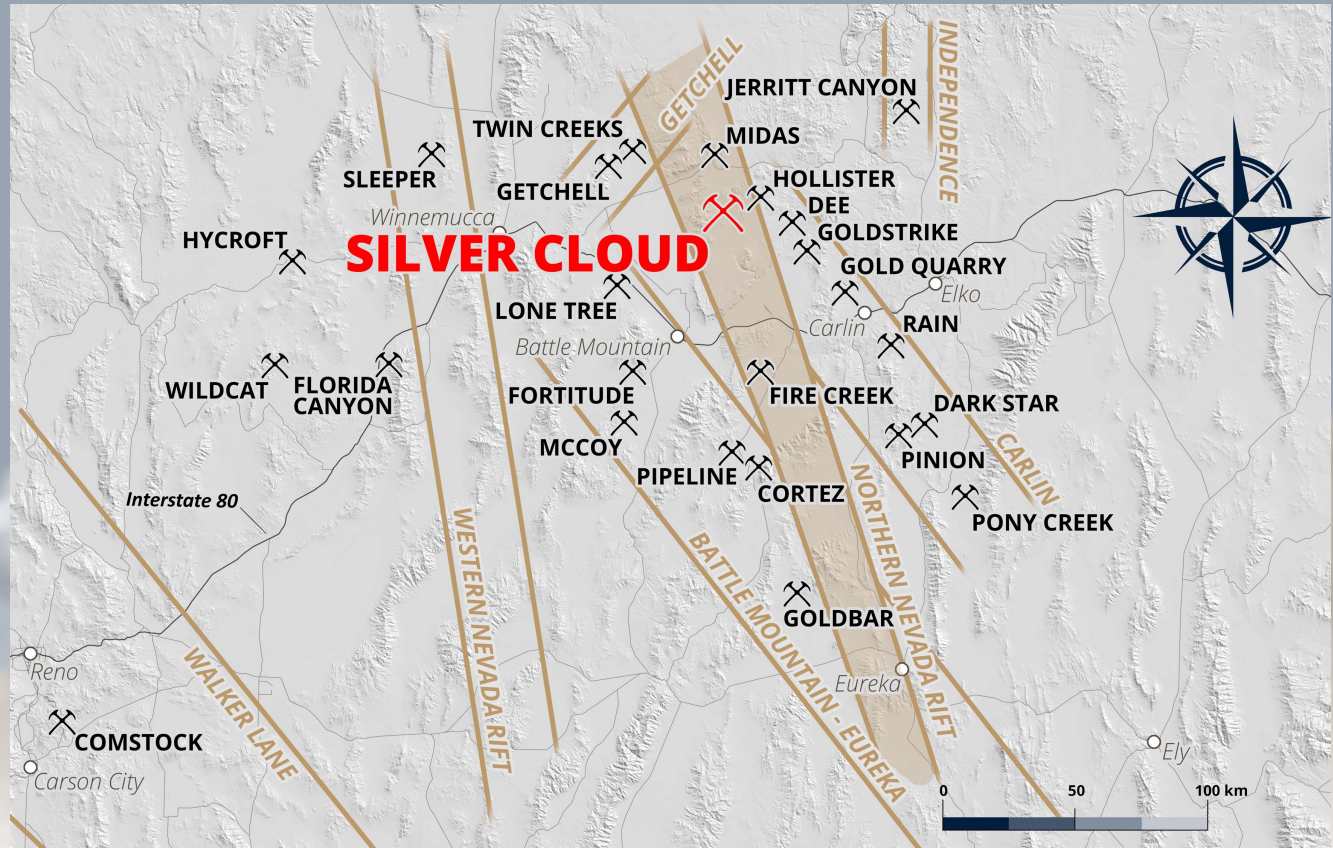 GETCHELL
INDEPENDENCE
JERRITT CANYON
TWIN CREEKS
MIDAS
SLEEPER
GETCHELL
HOLLISTER
DEE
Winnemucca
GOLDSTRIKE
HYCROFT
SILVER CLOUD
GOLD QUARRY
Elko
LONE TREE
Carlin
RAIN
Battle Mountain
WILDCAT
FLORIDA
CANYON
FORTITUDE
FIRE CREEK
DARK STAR
MCCOY
PINION
CARLIN
PIPELINE
CORTEZ
Interstate 80
PONY CREEK
WESTERN NEVADA RIFT
NORTHERN NEVADA RIFT
BATTLE MOUNTAIN - EUREKA
GOLDBAR
Reno
WALKER LANE
Eureka
COMSTOCK
Ely
Carson City
0 50 100 km